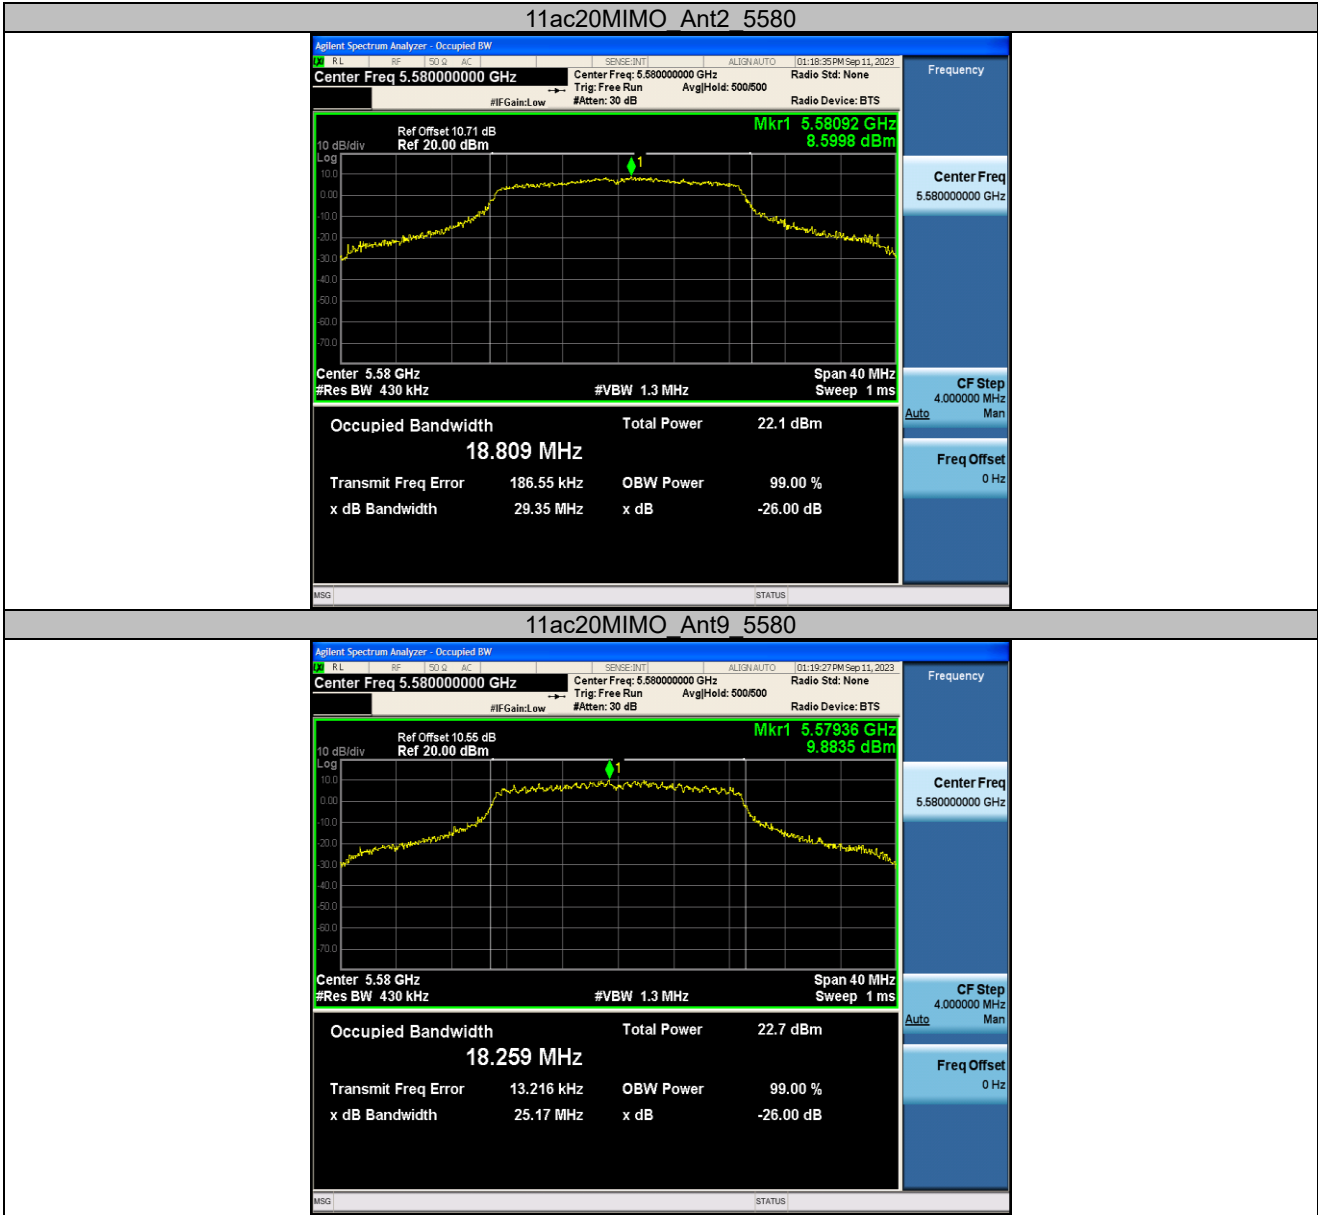 11ac20MIMO_Ant2_5580
Agilent Spectrum Analyzer - Occupied BW
LXI RL RF 50 Ω AC SENSE:INT ALIGN AUTO 01:18:35 PM Sep 11, 2023
Center Freq 5.580000000 GHz
Center Freq: 5.580000000 GHz Radio Std: None
Trig: Free Run Avg|Hold: 500/500
#IFGain:Low #Atten: 30 dB Radio Device: BTS
Frequency
Mkr1 5.58092 GHz
8.5998 dBm
Ref Offset 10.71 dB
10 dB/div Ref 20.00 dBm
Log
10.0
0.00
-10.0
-20.0
-30.0
-40.0
-50.0
-60.0
-70.0
1
Center 5.58 GHz Span 40 MHz
#Res BW 430 kHz #VBW 1.3 MHz Sweep 1 ms
Center Freq
5.580000000 GHz
CF Step
4.000000 MHz
Auto Man
Freq Offset
0 Hz
Occupied Bandwidth Total Power 22.1 dBm
18.809 MHz
Transmit Freq Error 186.55 kHz OBW Power 99.00 %
x dB Bandwidth 29.35 MHz x dB -26.00 dB
MSG STATUS
11ac20MIMO_Ant9_5580
Agilent Spectrum Analyzer - Occupied BW
LXI RL RF 50 Ω AC SENSE:INT ALIGN AUTO 01:19:27 PM Sep 11, 2023
Center Freq 5.580000000 GHz
Center Freq: 5.580000000 GHz Radio Std: None
Trig: Free Run Avg|Hold: 500/500
#IFGain:Low #Atten: 30 dB Radio Device: BTS
Frequency
Mkr1 5.57936 GHz
9.8835 dBm
Ref Offset 10.55 dB
10 dB/div Ref 20.00 dBm
Log
10.0
0.00
-10.0
-20.0
-30.0
-40.0
-50.0
-60.0
-70.0
1
Center 5.58 GHz Span 40 MHz
#Res BW 430 kHz #VBW 1.3 MHz Sweep 1 ms
Center Freq
5.580000000 GHz
CF Step
4.000000 MHz
Auto Man
Freq Offset
0 Hz
Occupied Bandwidth Total Power 22.7 dBm
18.259 MHz
Transmit Freq Error 13.216 kHz OBW Power 99.00 %
x dB Bandwidth 25.17 MHz x dB -26.00 dB
MSG STATUS